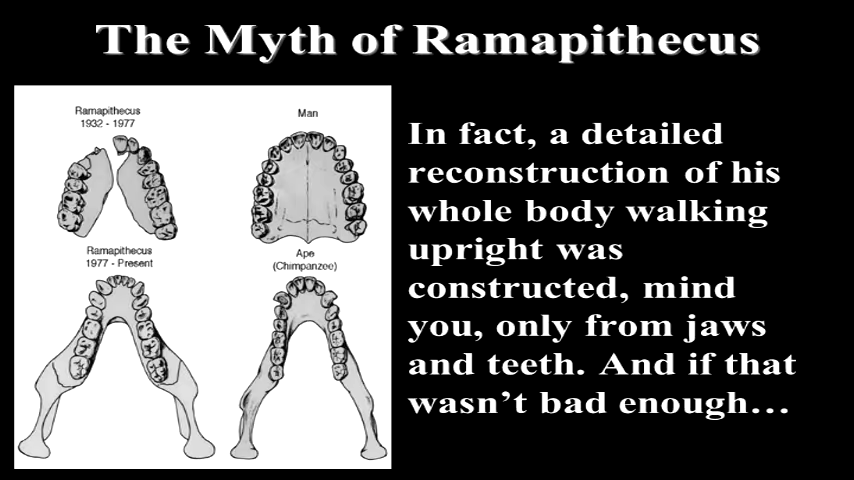 The Myth of Ramapithecus
Ramapithecus
1932 - 1977
Man
Ramapithecus
1977 - Present
Ape
(Chimpanzee)
In fact, a detailed
reconstruction of his
whole body walking
upright was
constructed, mind
you, only from jaws
and teeth. And if that
wasn't bad enough...